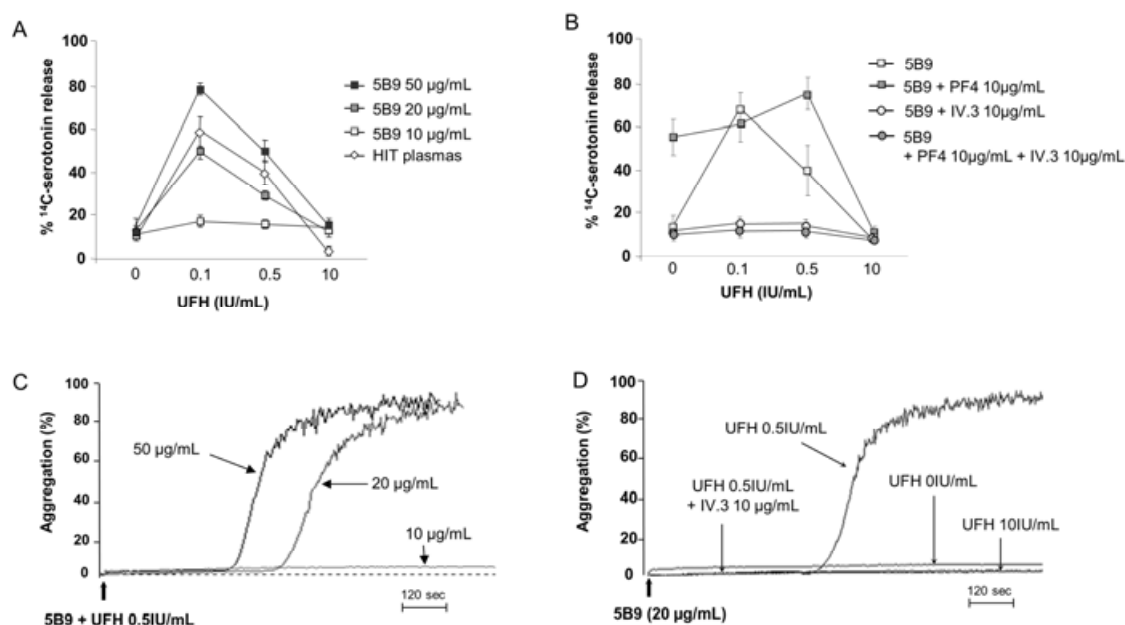 A
100
80
60
40
20
0
% ¹⁴C-serotonin release
0 0.1 0.5 10
UFH (IU/mL)
5B9 50 µg/mL
5B9 20 µg/mL
5B9 10 µg/mL
HIT plasmas
B
100
80
60
40
20
0
% ¹⁴C-serotonin release
0 0.1 0.5 10
UFH (IU/mL)
5B9
5B9 + PF4 10µg/mL
5B9 + IV.3 10µg/mL
5B9
+ PF4 10µg/mL + IV.3 10µg/mL
C
100
80
60
40
20
0
Aggregation (%)
50 µg/mL
20 µg/mL
10 µg/mL
120 sec
5B9 + UFH 0.5IU/mL
D
100
80
60
40
20
0
Aggregation (%)
UFH 0.5IU/mL
UFH 0.5IU/mL
+ IV.3 10 µg/mL
UFH 0IU/mL
UFH 10IU/mL
120 sec
5B9 (20 µg/mL)